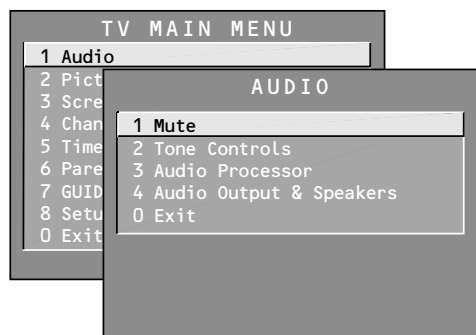 TV MAIN MENU
1 Audio
2 Pict
3 Scre
4 Chan
5 Time
6 Pare
7 GUID
8 Setu
0 Exit
AUDIO
1 Mute
2 Tone Controls
3 Audio Processor
4 Audio Output & Speakers
0 Exit